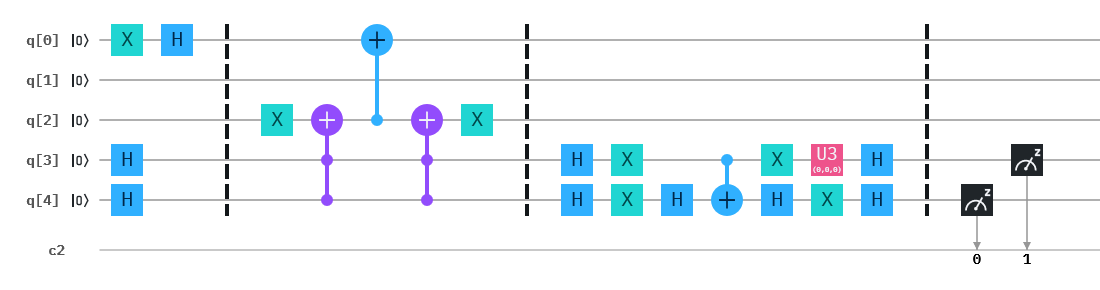 q[0] |0⟩ X H
q[1] |0⟩
q[2] |0⟩ X X
q[3] |0⟩ H H X X U3 (0,0,0) H z
q[4] |0⟩ H H X H H X H z
c2
0 1